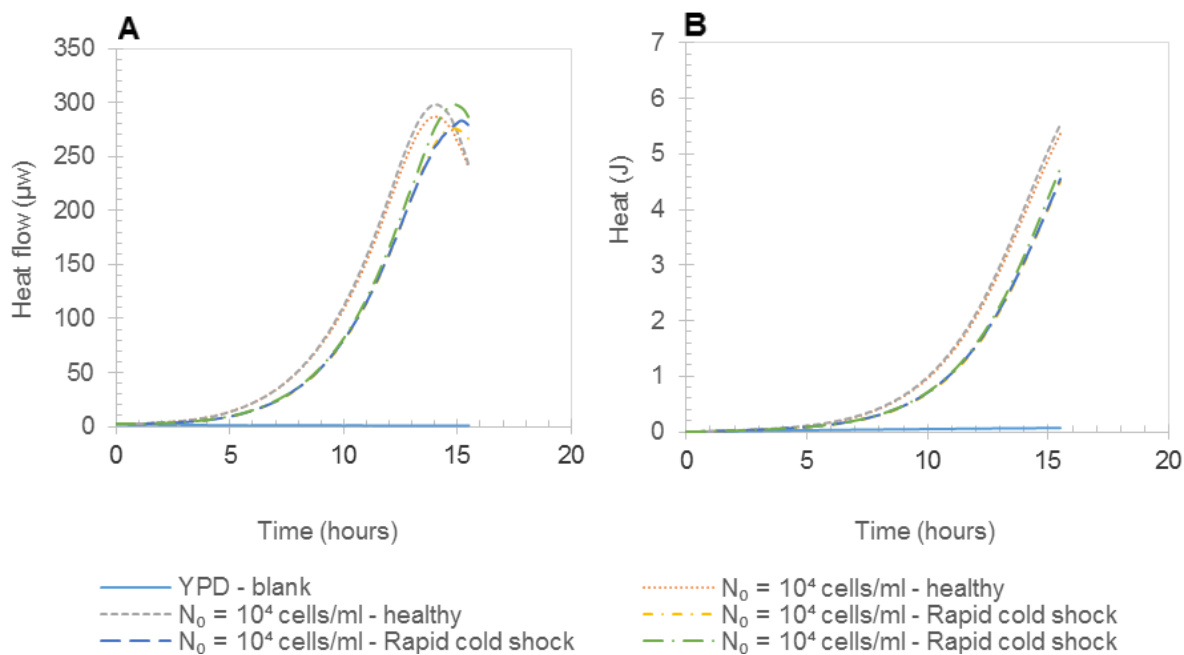 A
350
300
250
200
150
100
50
0
Heat flow (µw)
0 5 10 15 20
Time (hours)
B
7
6
5
4
3
2
1
0
Heat (J)
0 5 10 15 20
Time (hours)
YPD - blank
N₀ = 10⁴ cells/ml - healthy
N₀ = 10⁴ cells/ml - healthy
N₀ = 10⁴ cells/ml - Rapid cold shock
N₀ = 10⁴ cells/ml - Rapid cold shock
N₀ = 10⁴ cells/ml - Rapid cold shock